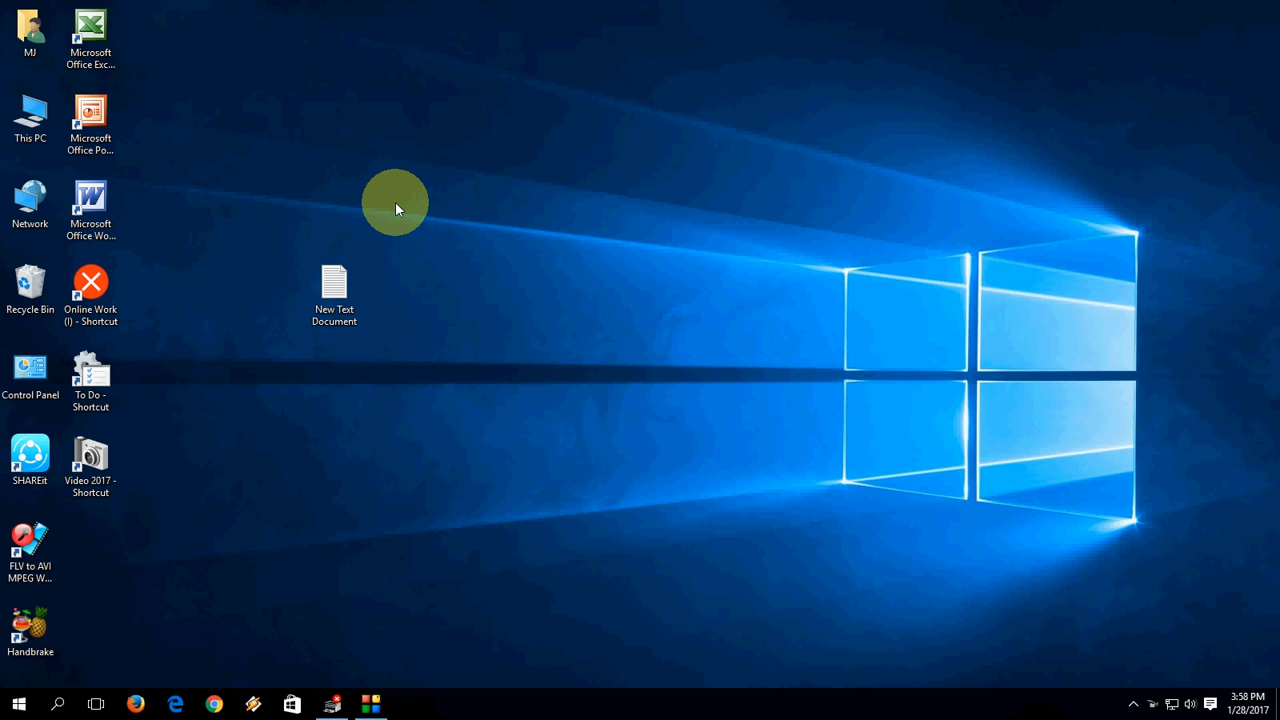 MJ
Microsoft
Office Exc...
This PC
Microsoft
Office Po...
Network
Microsoft
Office Wo...
Recycle Bin
Online Work
(I) - Shortcut
New Text
Document
Control Panel
To Do -
Shortcut
SHAREit
Video 2017 -
Shortcut
FLV to AVI
MPEG W...
Handbrake
3:58 PM
1/28/2017